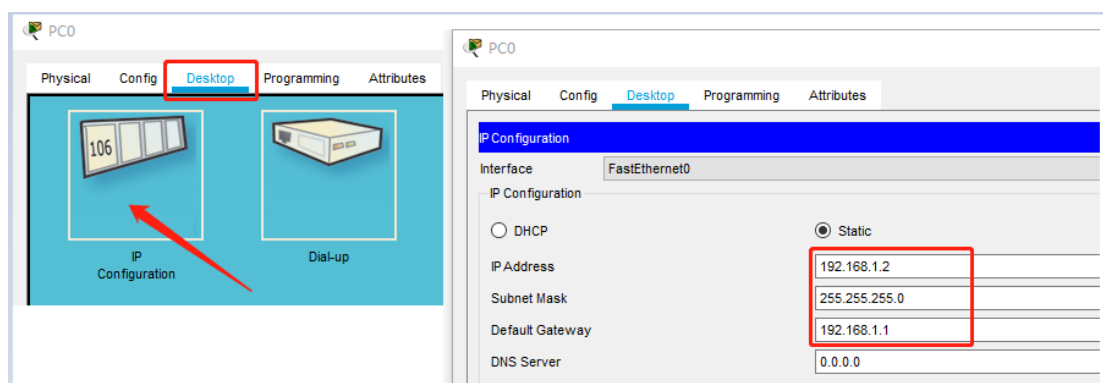 PC0
Physical Config Desktop Programming Attributes
106
IP
Configuration
Dial-up
PC0
Physical Config Desktop Programming Attributes
IP Configuration
Interface FastEthernet0
IP Configuration
DHCP Static
IP Address 192.168.1.2
Subnet Mask 255.255.255.0
Default Gateway 192.168.1.1
DNS Server 0.0.0.0